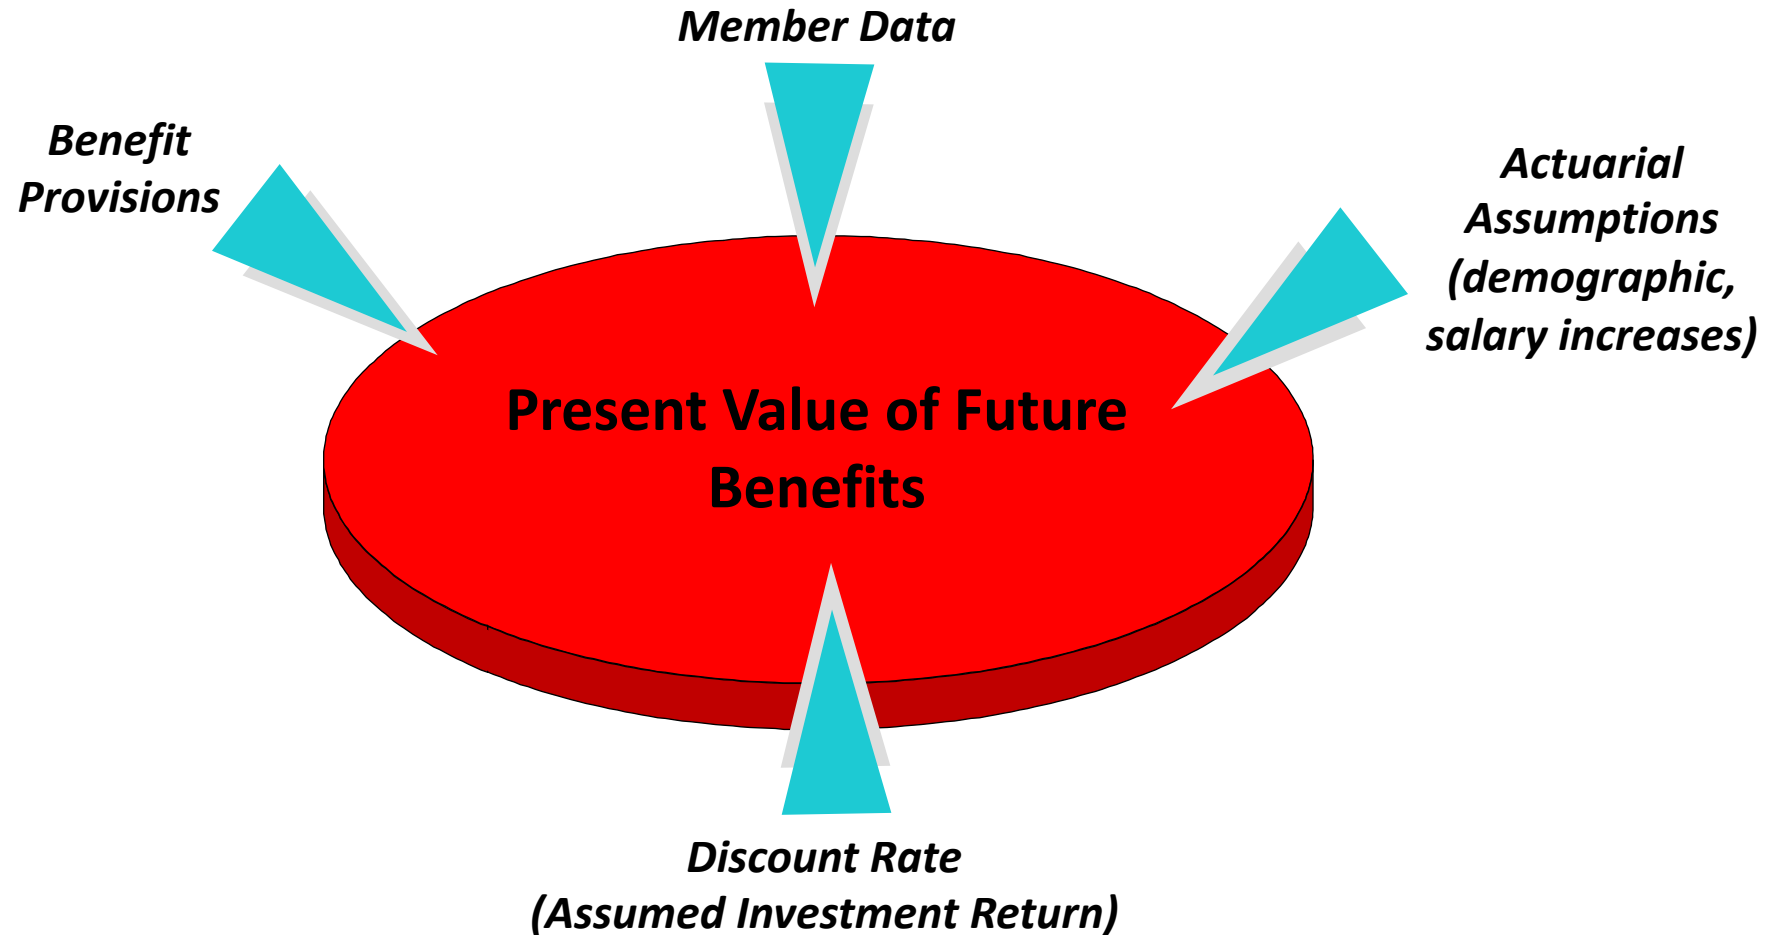 Member Data
Benefit
Provisions
Actuarial
Assumptions
(demographic,
salary increases)
Present Value of Future
Benefits
Discount Rate
(Assumed Investment Return)